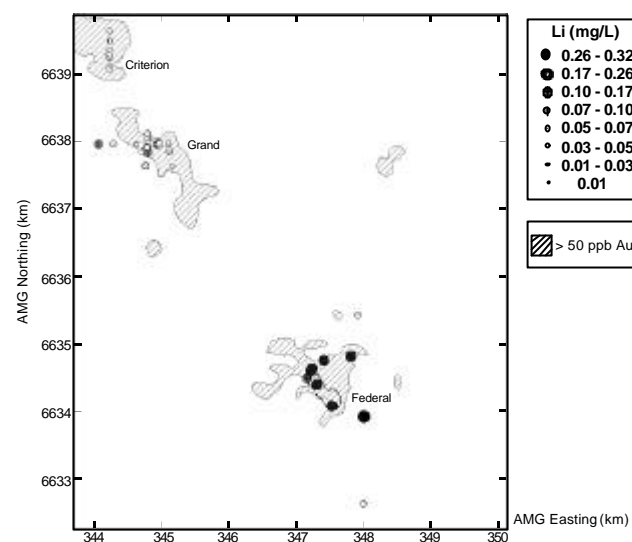 Li (mg/L)
0.26 - 0.32
0.17 - 0.26
0.10 - 0.17
0.07 - 0.10
0.05 - 0.07
0.03 - 0.05
0.01 - 0.03
0.01
> 50 ppb Au
Criterion
Grand
Federal
AMG Northing (km)
6639
6638
6637
6636
6635
6634
6633
344
345
346
347
348
349
350
AMG Easting (km)